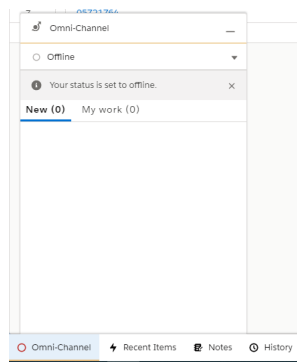 05721764
Omni-Channel
Offline
Your status is set to offline.
New (0) My work (0)
Omni-Channel Recent Items Notes History